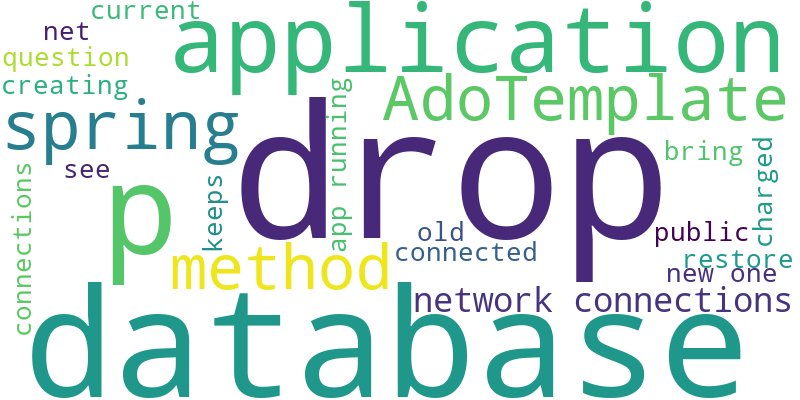 current
net
question
creating
application
AdoTemplate
spring
drop
see
p
keeps
app running
bring
charged
connections
old
connected
public
restore
new one
method
network connections
database